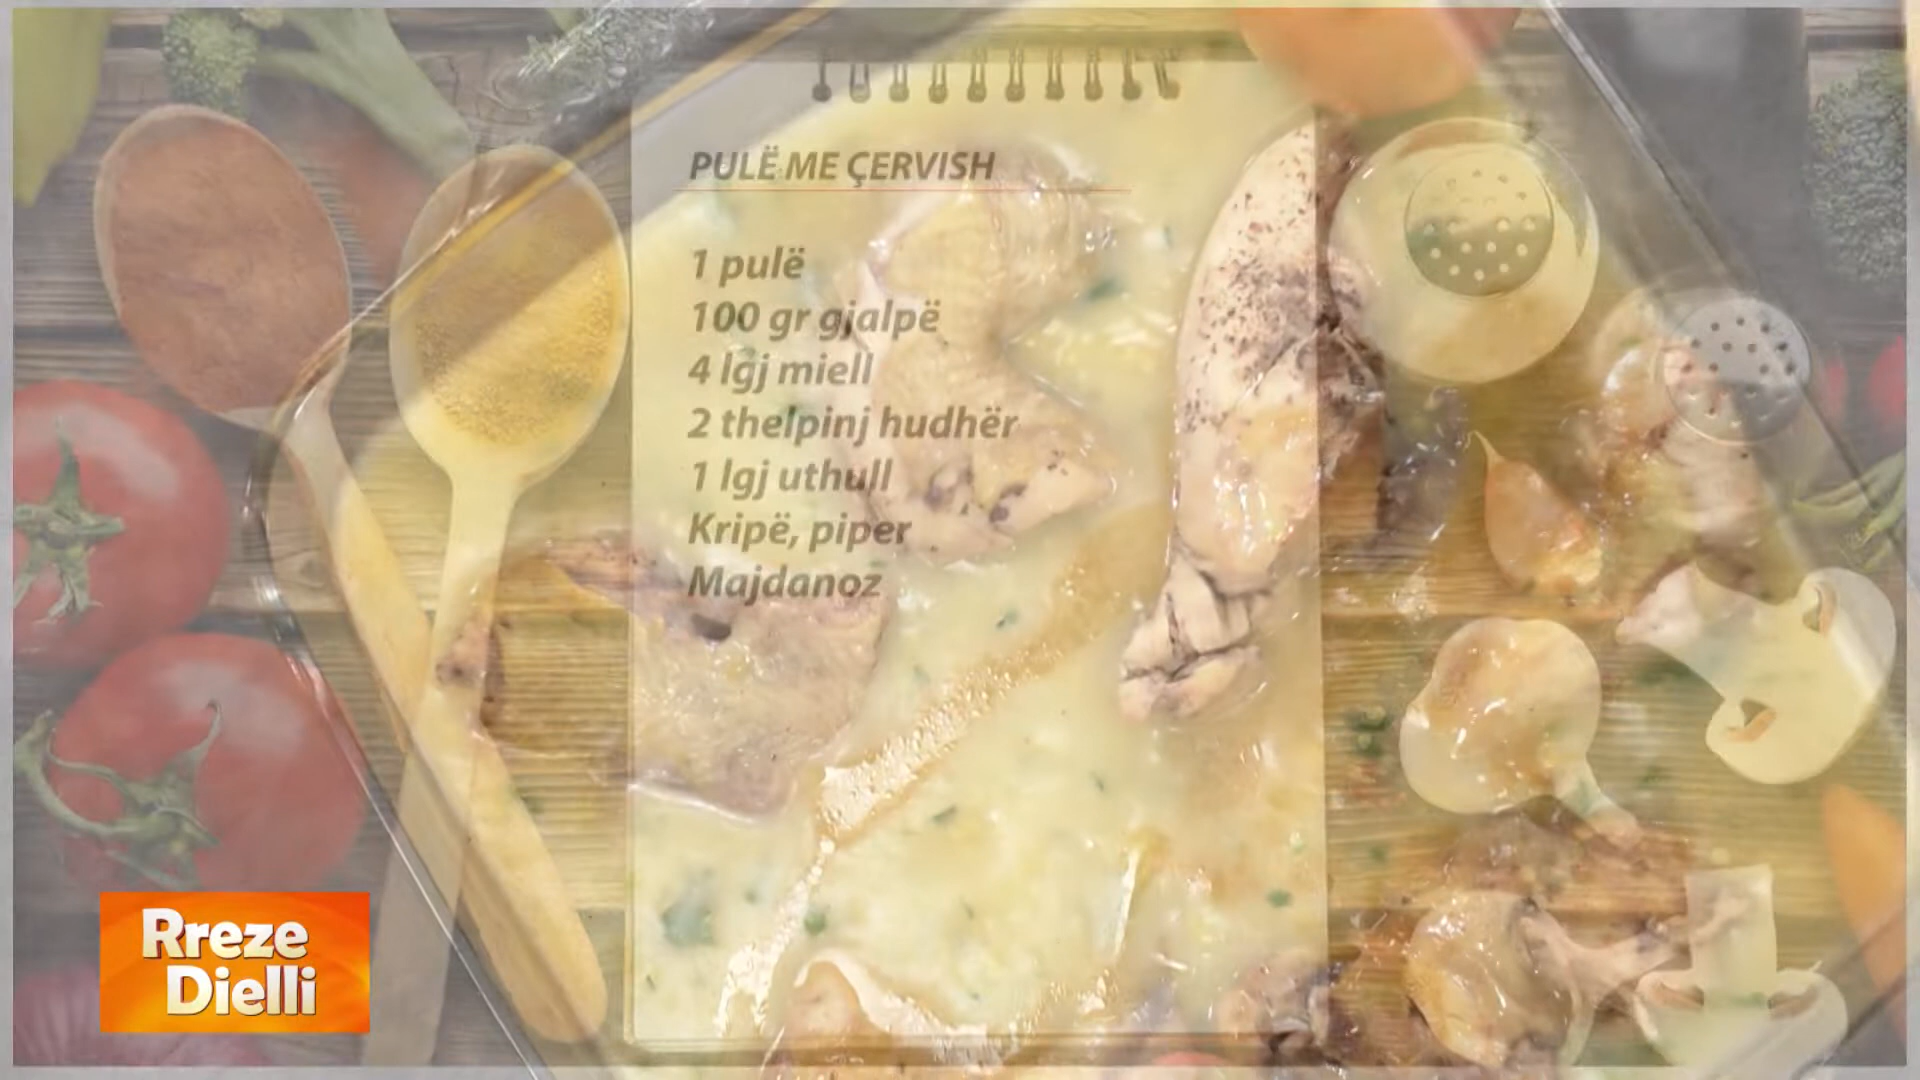 PULË ME ÇERVISH
1 pulë
100 gr gjalpë
4 lgj miell
2 thelpinj hudhër
1 lgj uthull
Kripë, piper
Majdanoz
Rreze
Dielli